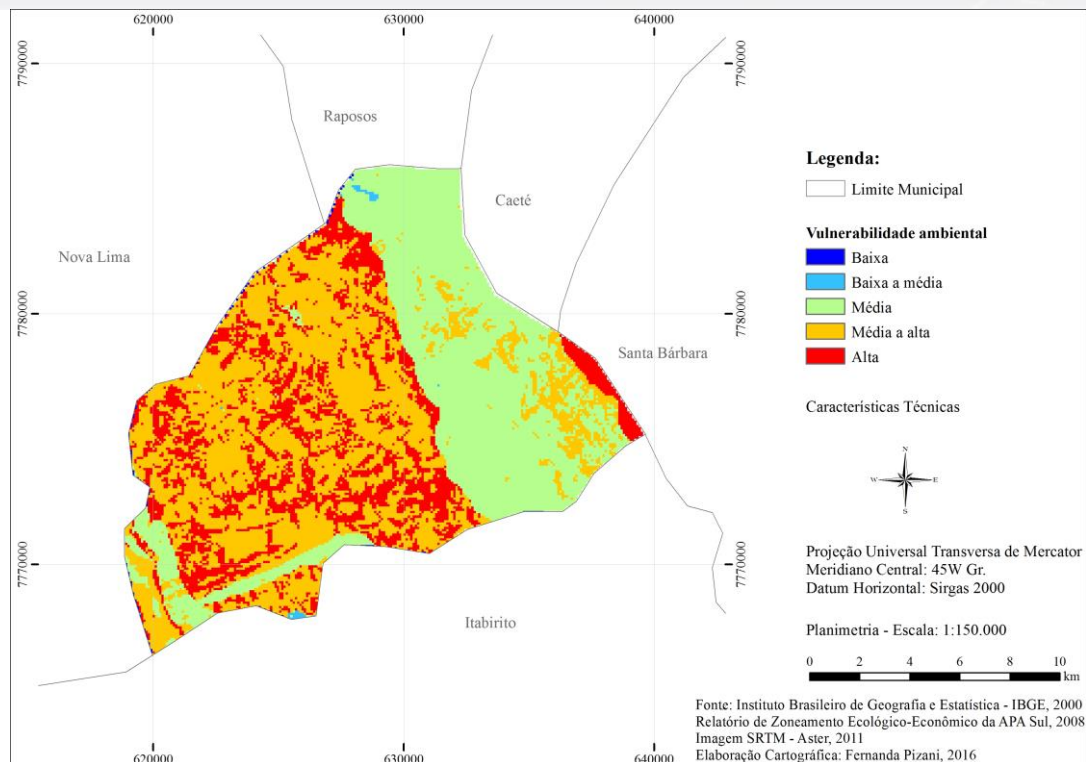 620000
630000
640000
7790000
7790000
Raposos
Caeté
Nova Lima
7780000
7780000
Santa Bárbara
7770000
7770000
Itabirito
620000
630000
640000
Legenda:
Limite Municipal
Vulnerabilidade ambiental
Baixa
Baixa a média
Média
Média a alta
Alta
Características Técnicas
N
W
E
S
Projeção Universal Transversa de Mercator
Meridiano Central: 45W Gr.
Datum Horizontal: Sirgas 2000
Planimetria - Escala: 1:150.000
0 2 4 6 8 10
km
Fonte: Instituto Brasileiro de Geografia e Estatística - IBGE, 2000
Relatório de Zoneamento Ecológico-Econômico da APA Sul, 2008
Imagem SRTM - Aster, 2011
Elaboração Cartográfica: Fernanda Pizani, 2016